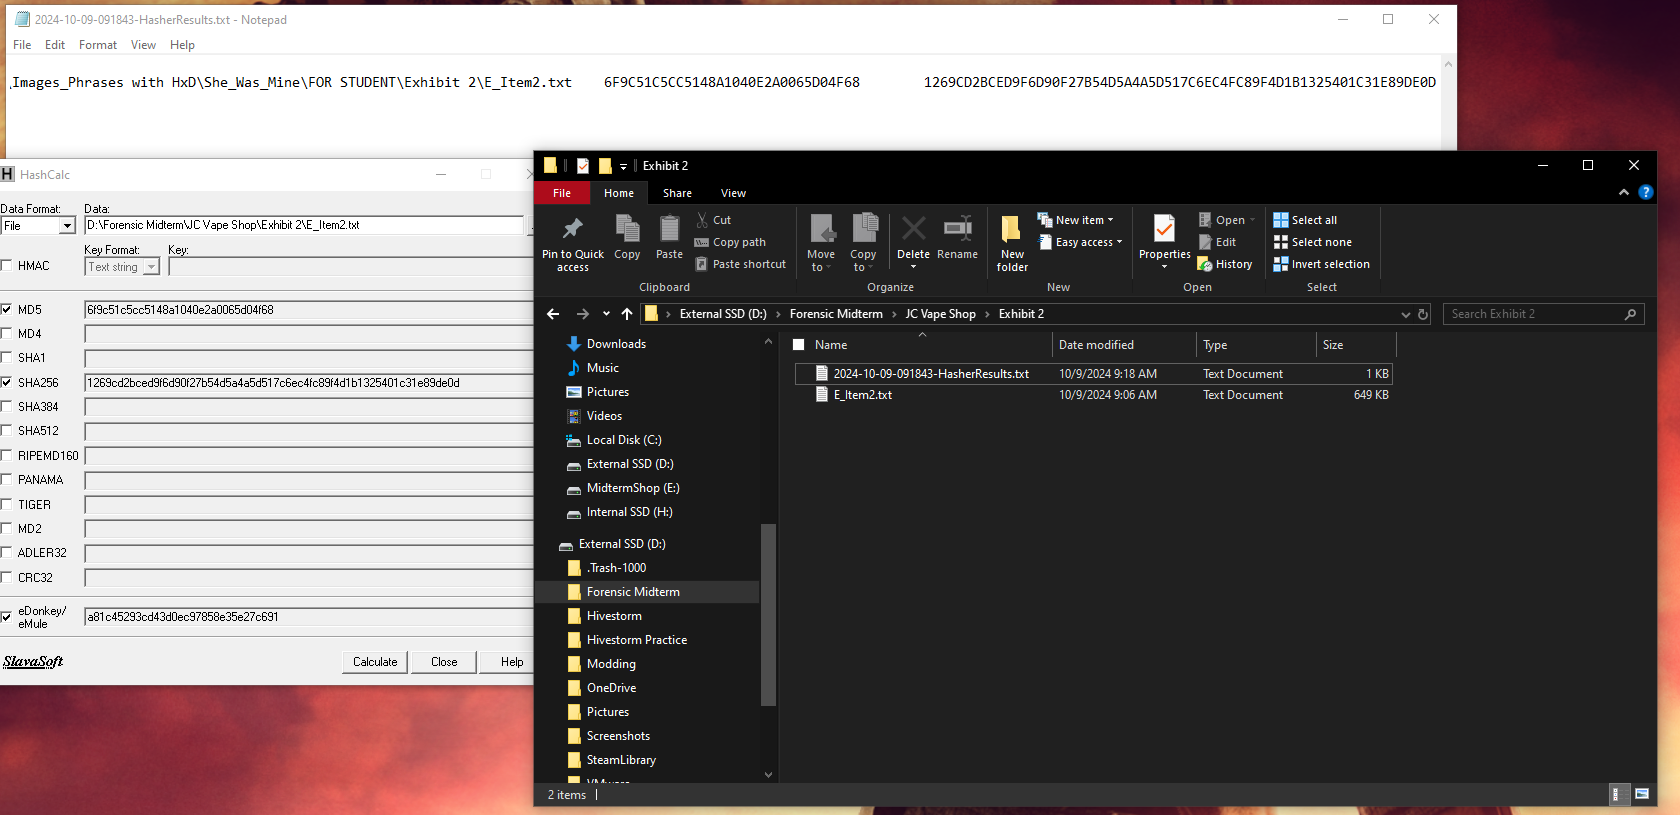 2024-10-09-091843-HasherResults.txt - Notepad
File Edit Format View Help
Images_Phrases with HxD\She_Was_Mine\FOR STUDENT\Exhibit 2\E_Item2.txt 6F9C51C5CC5148A1040E2A0065D04F68 1269CD2BCED9F6D90F27B54D5A4A5D517C6EC4FC89F4D1B1325401C31E89DE0D
H HashCalc
Data Format: Data:
File D:\Forensic Midterm\JC Vape Shop\Exhibit 2\E_Item2.txt
Key Format: Key:
HMAC Text string
MD5 6f9c51c5cc5148a1040e2a0065d04f68
MD4
SHA1
SHA256 1269cd2bced9f6d90f27b54d5a4a5d517c6ec4fc89f4d1b1325401c31e89de0d
SHA384
SHA512
RIPEMD160
PANAMA
TIGER
MD2
ADLER32
CRC32
eDonkey/
eMule a81c45293cd43d0ec97858e35e27c691
SlavaSoft Calculate Close Help
Exhibit 2
File Home Share View
Pin to Quick
access
Copy
Paste
Cut
Copy path
Paste shortcut
Clipboard
Move
to
Copy
to
Delete
Rename
Organize
New
folder
New item
Easy access
New
Properties
Open
Edit
History
Open
Select all
Select none
Invert selection
Select
External SSD (D:) > Forensic Midterm > JC Vape Shop > Exhibit 2
Search Exhibit 2
Downloads
Music
Pictures
Videos
Local Disk (C:)
External SSD (D:)
MidtermShop (E:)
Internal SSD (H:)
External SSD (D:)
.Trash-1000
Forensic Midterm
Hivestorm
Hivestorm Practice
Modding
OneDrive
Pictures
Screenshots
SteamLibrary
Name Date modified Type Size
2024-10-09-091843-HasherResults.txt 10/9/2024 9:18 AM Text Document 1 KB
E_Item2.txt 10/9/2024 9:06 AM Text Document 649 KB
2 items